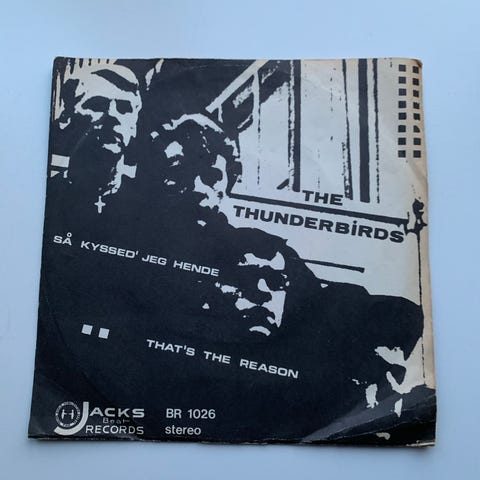 THE
THUNDERBiRDS
SÅ KYSSED' JEG HENDE
THAT'S THE REASON
JACKS BR 1026
Beat
RECORDS stereo